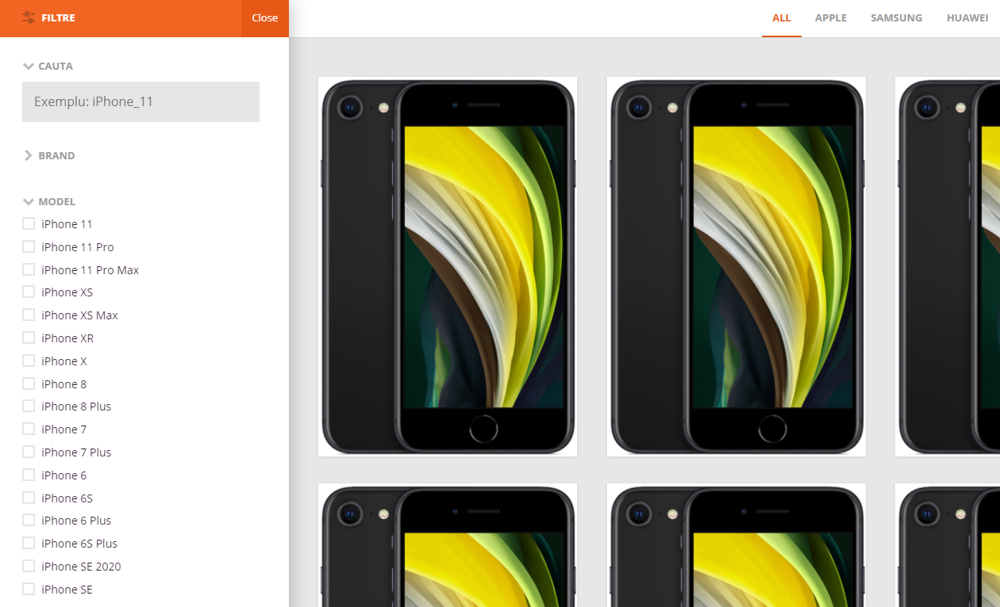 FILTRE
Close
ALL APPLE SAMSUNG HUAWEI
CAUTA
Exemplu: iPhone_11
BRAND
MODEL
iPhone 11
iPhone 11 Pro
iPhone 11 Pro Max
iPhone XS
iPhone XS Max
iPhone XR
iPhone X
iPhone 8
iPhone 8 Plus
iPhone 7
iPhone 7 Plus
iPhone 6
iPhone 6S
iPhone 6 Plus
iPhone 6S Plus
iPhone SE 2020
iPhone SE